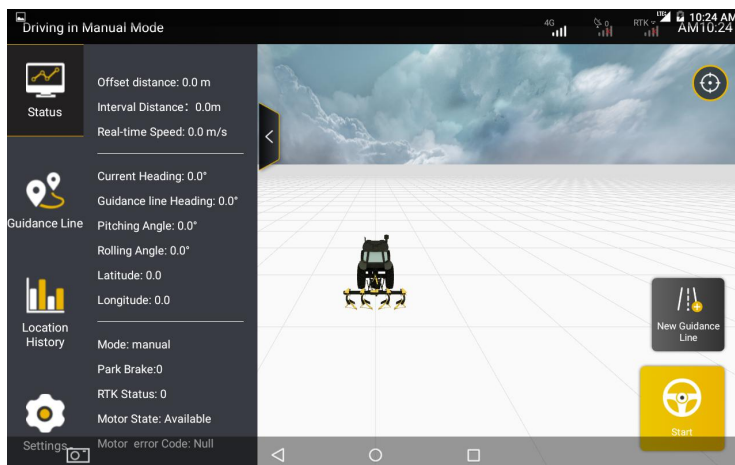 Driving in Manual Mode
4G
0
RTK
LTE
10:24 AM
AM10:24
Status
Guidance Line
Location
History
Settings
Offset distance: 0.0 m
Interval Distance：0.0m
Real-time Speed: 0.0 m/s
Current Heading: 0.0°
Guidance line Heading: 0.0°
Pitching Angle: 0.0°
Rolling Angle: 0.0°
Latitude: 0.0
Longitude: 0.0
Mode: manual
Park Brake:0
RTK Status: 0
Motor State: Available
Motor error Code: Null
New Guidance
Line
Start